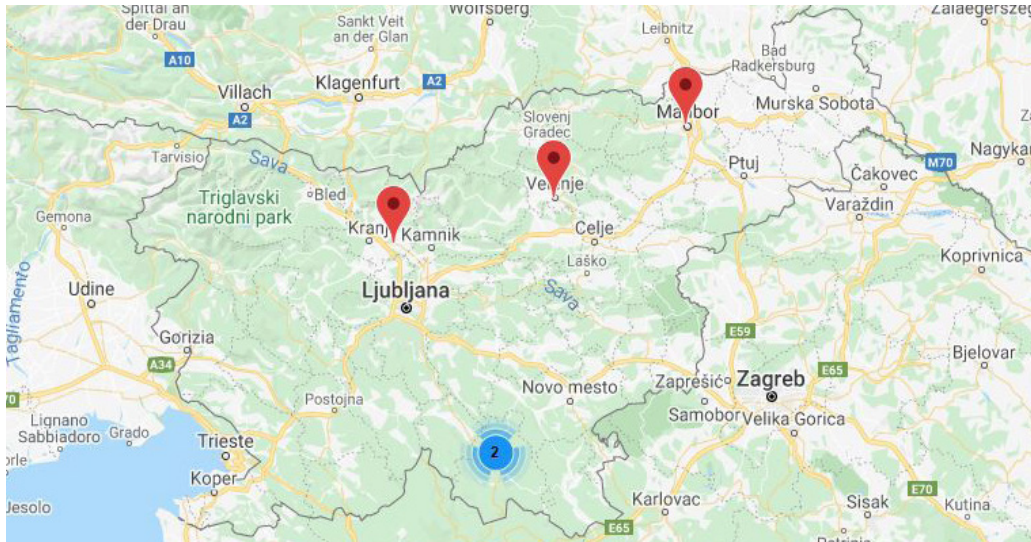 Spittal an
der Drau
Sankt Veit
an der Glan
Wolfsberg
Leibnitz
Zalaegerszeg
A10
Bad
Radkersburg
Klagenfurt
A2
Villach
A2
Murska Sobota
Maribor
Slovenj
Gradec
Tarvisio
Sava
Nagykan
Ptuj
M70
Čakovec
Bled
Velenje
Triglavski
narodni park
Varaždin
Gemona
Kranj
Kamnik
Celje
Koprivnica
Laško
Tagliamento
Udine
Ljubljana
Sava
E59
Gorizia
Bjelovar
A34
E65
Zaprešić
Zagreb
Novo mesto
70
Postojna
Samobor
Velika Gorica
Lignano
Sabbiadoro
Grado
Trieste
2
orle
Koper
E70
Karlovac
Sisak
Kutina
Jesolo
E65